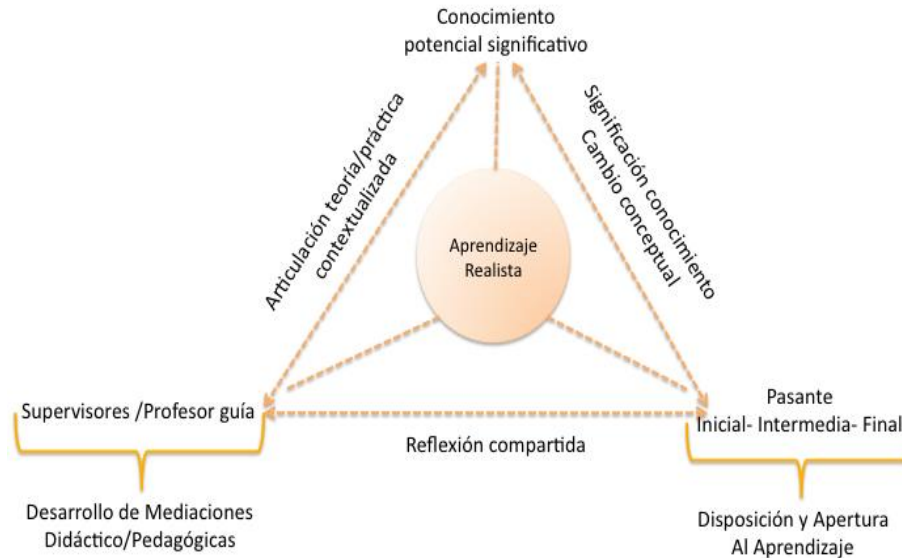 Conocimiento
potencial significativo
Articulación teoría/práctica
contextualizada
Significación conocimiento
Cambio conceptual
Aprendizaje
Realista
Supervisores /Profesor guía
Reflexión compartida
Pasante
Inicial- Intermedia- Final
Desarrollo de Mediaciones
Didáctico/Pedagógicas
Disposición y Apertura
Al Aprendizaje